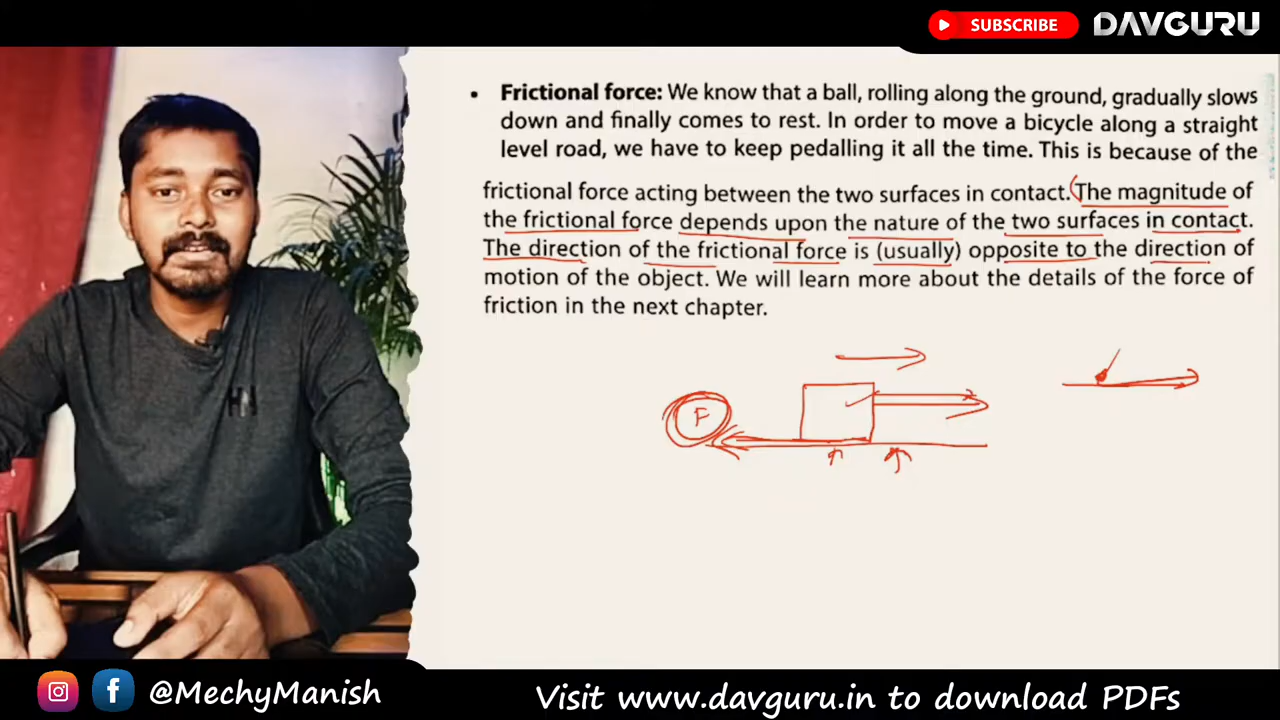 SUBSCRIBE DAVGURU
• Frictional force: We know that a ball, rolling along the ground, gradually slows
down and finally comes to rest. In order to move a bicycle along a straight
level road, we have to keep pedalling it all the time. This is because of the
frictional force acting between the two surfaces in contact. (The magnitude of
the frictional force depends upon the nature of the two surfaces in contact.
The direction of the frictional force is (usually) opposite to the direction of
motion of the object. We will learn more about the details of the force of
friction in the next chapter.
F
@MechyManish
Visit www.davguru.in to download PDFs